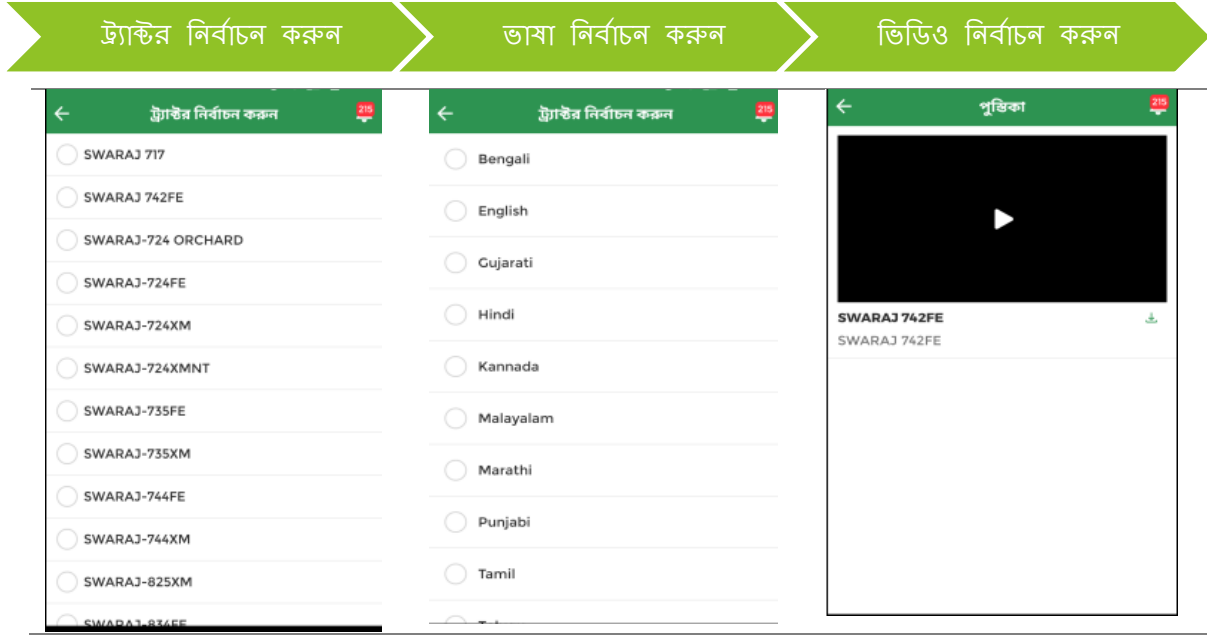 ট্র্যাক্টর নির্বাচন করুন
ভাষা নির্বাচন করুন
ভিডিও নির্বাচন করুন
ট্র্যাক্টর নির্বাচন করুন
215
SWARAJ 717
SWARAJ 742FE
SWARAJ-724 ORCHARD
SWARAJ-724FE
SWARAJ-724XM
SWARAJ-724XMNT
SWARAJ-735FE
SWARAJ-735XM
SWARAJ-744FE
SWARAJ-744XM
SWARAJ-825XM
SWARAJ-834FE
ট্র্যাক্টর নির্বাচন করুন
215
Bengali
English
Gujarati
Hindi
Kannada
Malayalam
Marathi
Punjabi
Tamil
পুস্তিকা
215
SWARAJ 742FE
SWARAJ 742FE